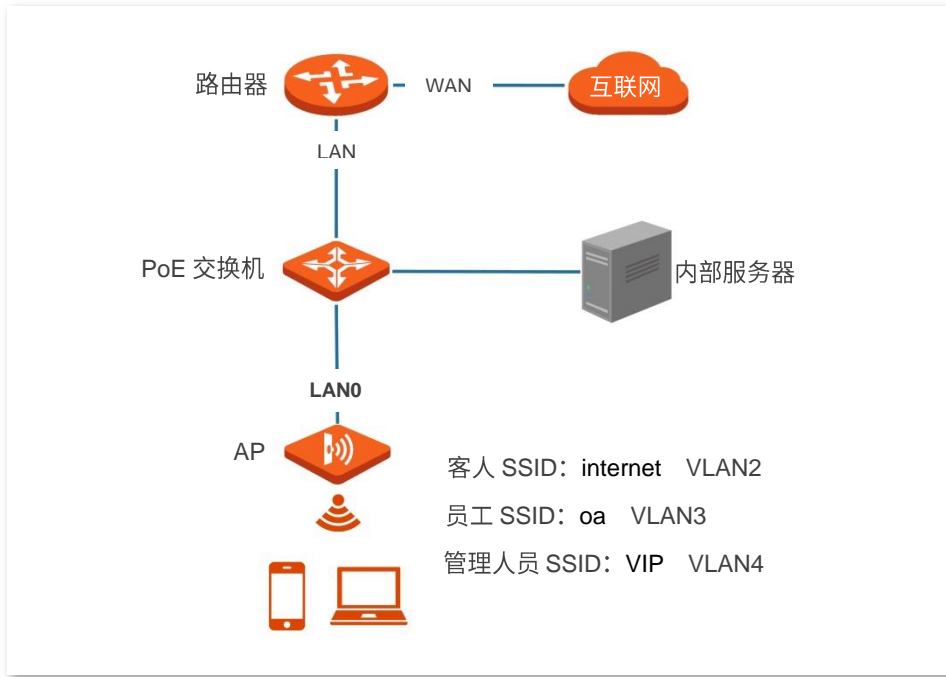 路由器
WAN
互联网
LAN
PoE 交换机
内部服务器
LAN0
AP
客人 SSID：internet VLAN2
员工 SSID：oa VLAN3
管理人员 SSID：VIP VLAN4